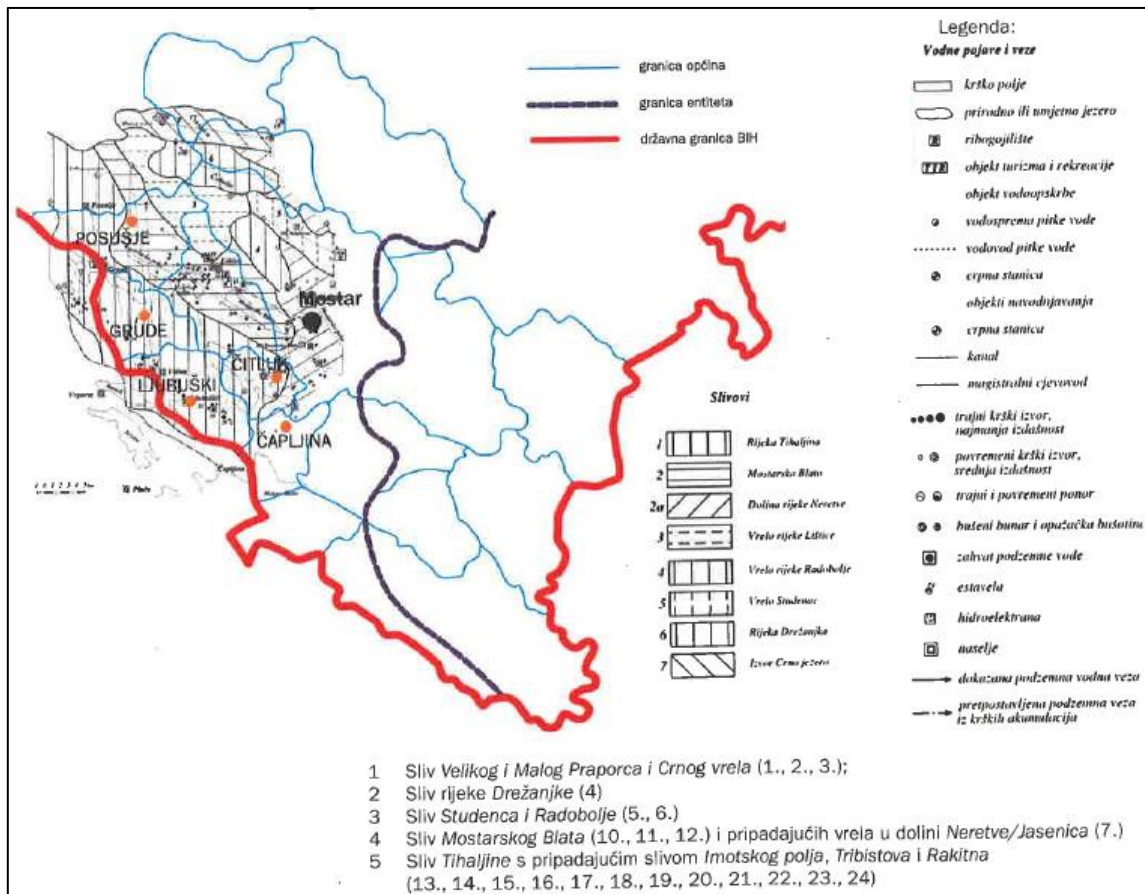 granica općina
granica entiteta
državna granica BIH
POSUŠJE
GRUDE
Mostar
ČITLUK
LJUBUŠKI
ČAPLJINA
Legenda:
Vodne pojave i veze
krško polje
prirodno ili umjetno jezero
ribogojilište
objekt turizma i rekreacije
objekt vodoopskrbe
vodosprema pitke vode
vodovod pitke vode
crpna stanica
objekti navodnjavanja
crpna stanica
kanal
magistralni cjevovod
trajni krški izvor,
najmanja izdašnost
povremeni krški izvor,
srednja izdašnost
trajni i povremeni ponor
bušeni bunar i opažačka bušotina
zahvat podzemne vode
estavela
hidroelektrana
naselje
dokazana podzemna vodna veza
pretpostavljena podzemna veza
iz krških akumulacija
Slivovi
1 Rijeka Tihaljina
2 Mostarsko Blato
2a Dolina rijeke Neretve
3 Vrelo rijeke Lištice
4 Vrelo rijeke Radobolje
5 Vrelo Studenac
6 Rijeka Drežanjka
7 Izvor Crno jezero
1 Sliv Velikog i Malog Praporca i Crnog vrela (1., 2., 3.);
2 Sliv rijeke Drežanjke (4)
3 Sliv Studenca i Radobolje (5., 6.)
4 Sliv Mostarskog Blata (10., 11., 12.) i pripadajućih vrela u dolini Neretve/Jasenica (7.)
5 Sliv Tihaljine s pripadajućim slivom Imotskog polja, Tribistova i Rakitna
(13., 14., 15., 16., 17., 18., 19., 20., 21., 22., 23., 24)